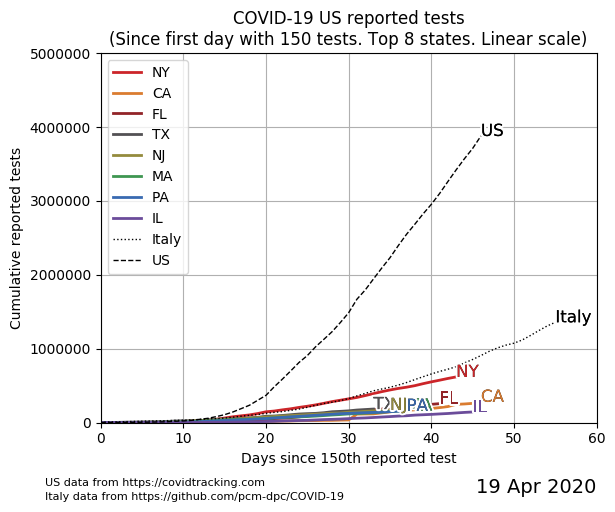 COVID-19 US reported tests
(Since first day with 150 tests. Top 8 states. Linear scale)
5000000
4000000
3000000
2000000
1000000
0
Cumulative reported tests
NY
CA
FL
TX
NJ
MA
PA
IL
Italy
US
US
Italy
NY
CA
FL
TX
NJ
PA
IL
0 10 20 30 40 50 60
Days since 150th reported test
US data from https://covidtracking.com
Italy data from https://github.com/pcm-dpc/COVID-19
19 Apr 2020